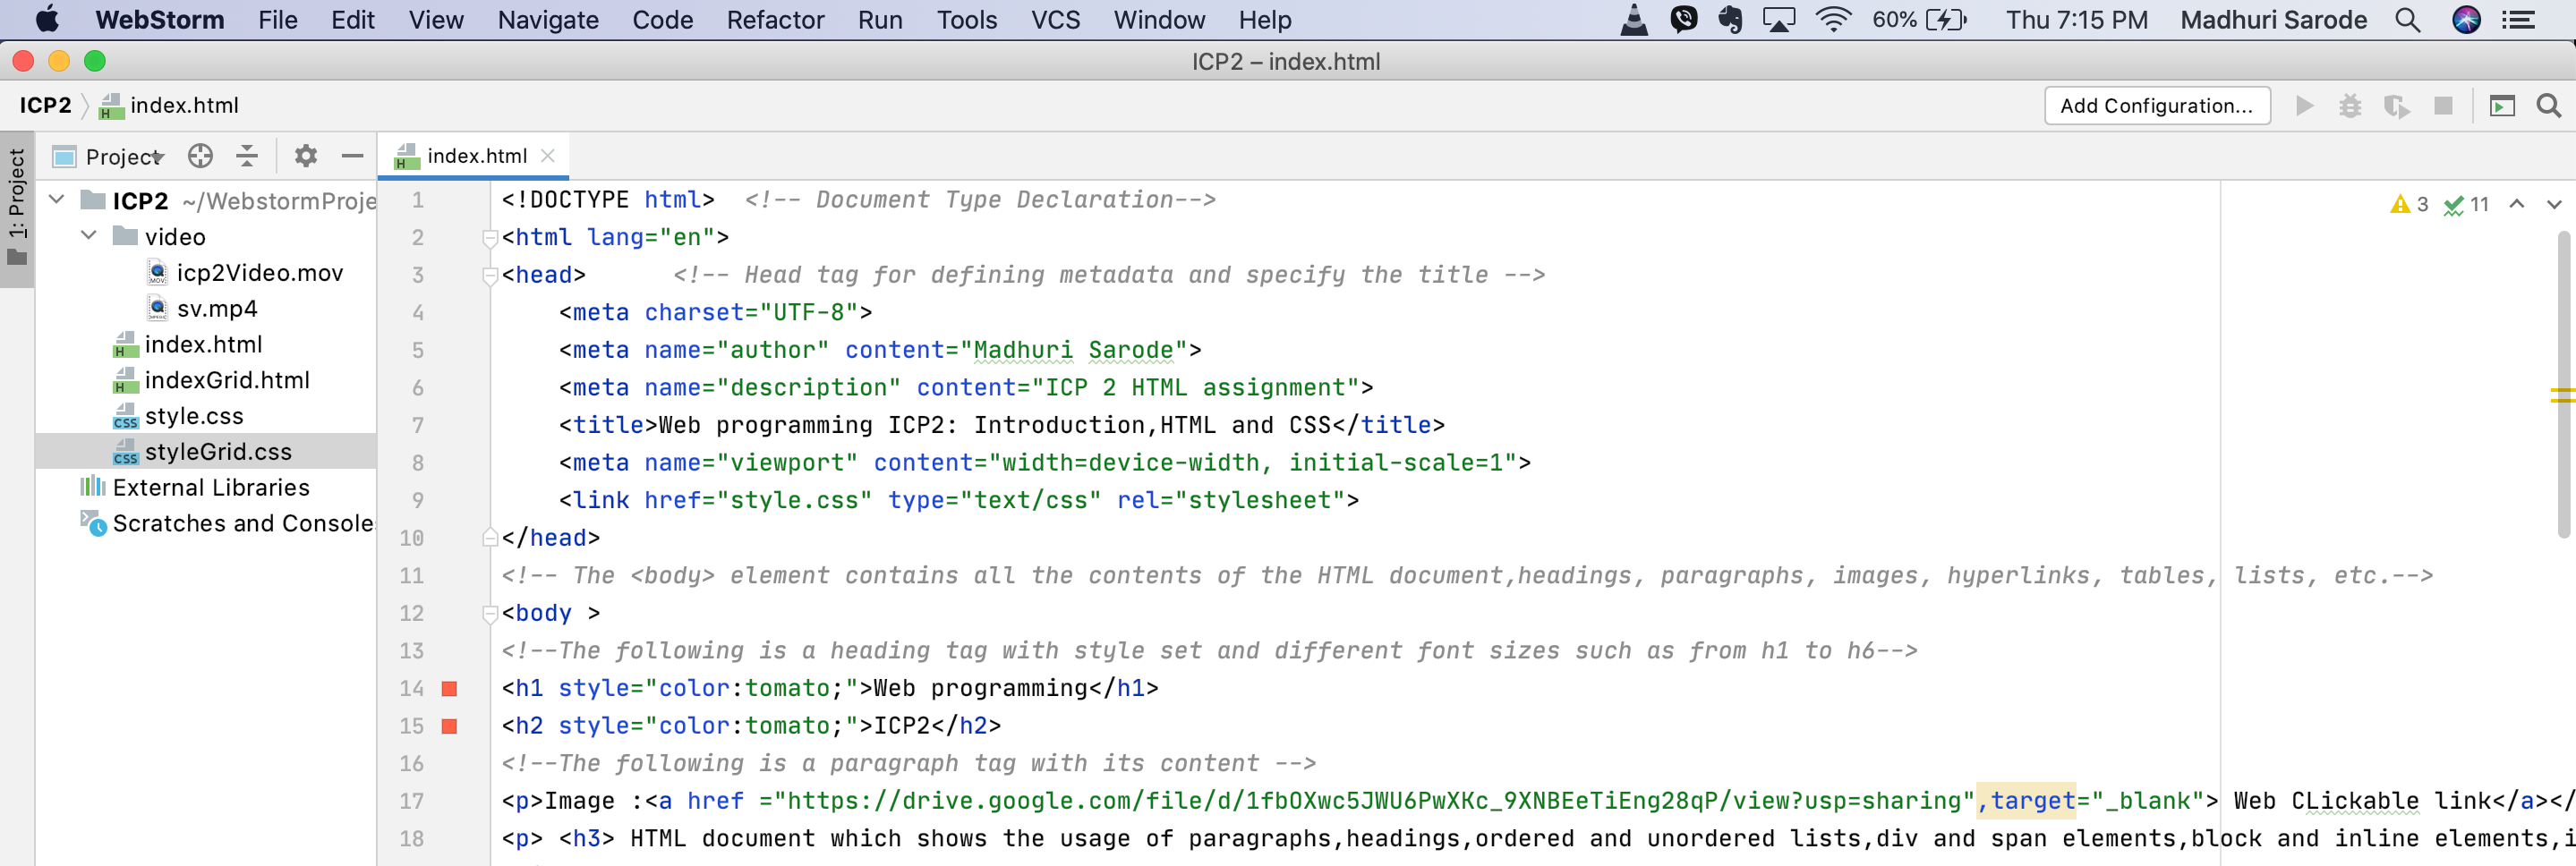 WebStorm File Edit View Navigate Code Refactor Run Tools VCS Window Help 60% Thu 7:15 PM Madhuri Sarode
ICP2 – index.html
ICP2 index.html Add Configuration...
1: Project
Project
ICP2 ~/WebstormProje
video
icp2Video.mov
sv.mp4
index.html
indexGrid.html
style.css
styleGrid.css
External Libraries
Scratches and Console
index.html
3 11
1 <!DOCTYPE html>  <!-- Document Type Declaration-->
2 <html lang="en">
3 <head>      <!-- Head tag for defining metadata and specify the title -->
4     <meta charset="UTF-8">
5     <meta name="author" content="Madhuri Sarode">
6     <meta name="description" content="ICP 2 HTML assignment">
7     <title>Web programming ICP2: Introduction,HTML and CSS</title>
8     <meta name="viewport" content="width=device-width, initial-scale=1">
9     <link href="style.css" type="text/css" rel="stylesheet">
10 </head>
11 <!-- The <body> element contains all the contents of the HTML document,headings, paragraphs, images, hyperlinks, tables, lists, etc.-->
12 <body >
13 <!--The following is a heading tag with style set and different font sizes such as from h1 to h6-->
14 <h1 style="color:tomato;">Web programming</h1>
15 <h2 style="color:tomato;">ICP2</h2>
16 <!--The following is a paragraph tag with its content -->
17 <p>Image :<a href ="https://drive.google.com/file/d/1fbOXwc5JWU6PwXKc_9XNBEeTiEng28qP/view?usp=sharing",target="_blank"> Web CLickable link</a></
18 <p> <h3> HTML document which shows the usage of paragraphs,headings,ordered and unordered lists,div and span elements,block and inline elements,i